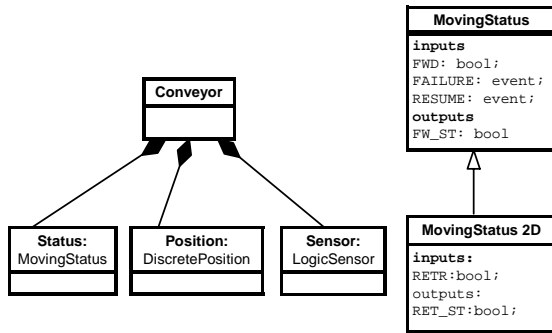 Conveyor
Status:
MovingStatus
Position:
DiscretePosition
Sensor:
LogicSensor
MovingStatus
inputs
FWD: bool;
FAILURE: event;
RESUME: event;
outputs
FW_ST: bool
MovingStatus 2D
inputs:
RETR:bool;
outputs:
RET_ST:bool;